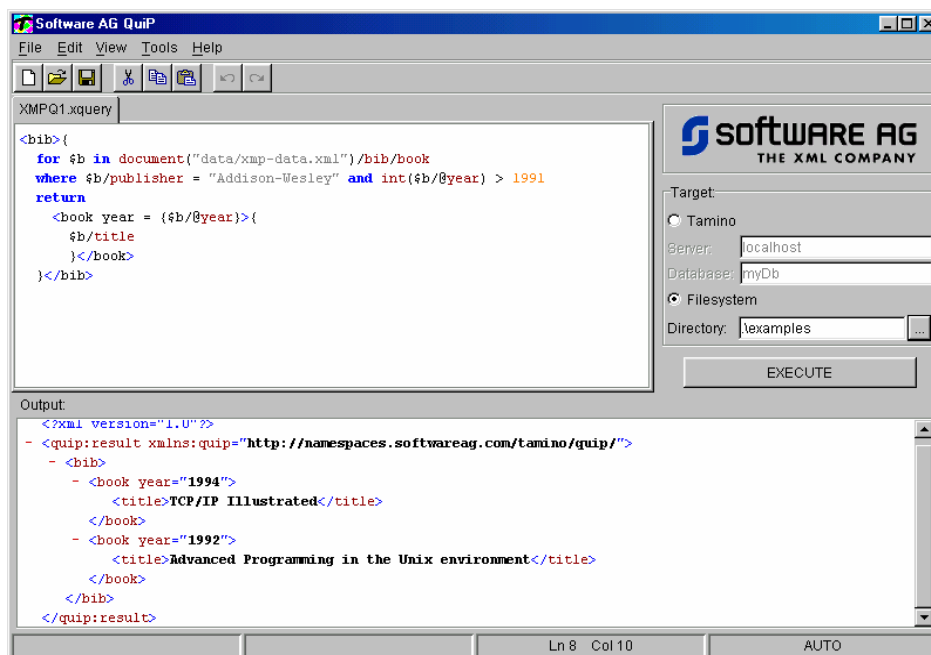 Software AG QuiP
File Edit View Tools Help
XMPQ1.xquery
<bib>{
for $b in document("data/xmp-data.xml")/bib/book
where $b/publisher = "Addison-Wesley" and int($b/@year) > 1991
return
<book year = {$b/@year}>{
$b/title
}</book>
}</bib>
SOFTWARE AG
THE XML COMPANY
Target:
Tamino
Server: localhost
Database: myDb
Filesystem
Directory: .\examples ...
EXECUTE
Output:
<?xml version="1.0"?>
- <quip:result xmlns:quip="http://namespaces.softwareag.com/tamino/quip/">
- <bib>
- <book year="1994">
<title>TCP/IP Illustrated</title>
</book>
- <book year="1992">
<title>Advanced Programming in the Unix environment</title>
</book>
</bib>
</quip:result>
Ln 8 Col 10 AUTO